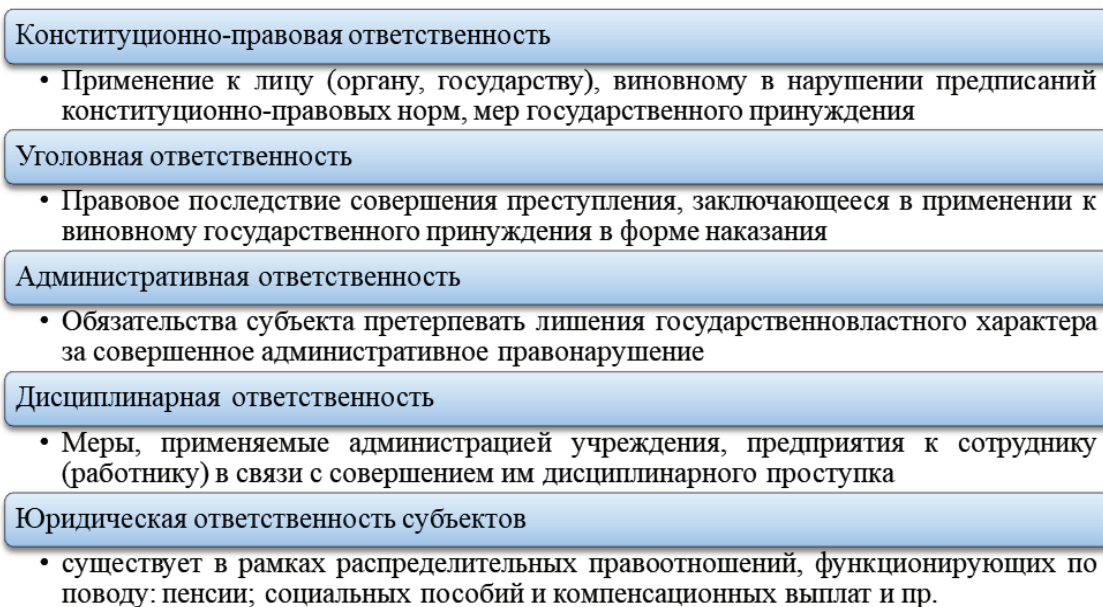 Конституционно-правовая ответственность
• Применение к лицу (органу, государству), виновному в нарушении предписаний
конституционно-правовых норм, мер государственного принуждения
Уголовная ответственность
• Правовое последствие совершения преступления, заключающееся в применении к
виновному государственного принуждения в форме наказания
Административная ответственность
• Обязательства субъекта претерпевать лишения государственновластного характера
за совершенное административное правонарушение
Дисциплинарная ответственность
• Меры, применяемые администрацией учреждения, предприятия к сотруднику
(работнику) в связи с совершением им дисциплинарного проступка
Юридическая ответственность субъектов
• существует в рамках распределительных правоотношений, функционирующих по
поводу: пенсии; социальных пособий и компенсационных выплат и пр.